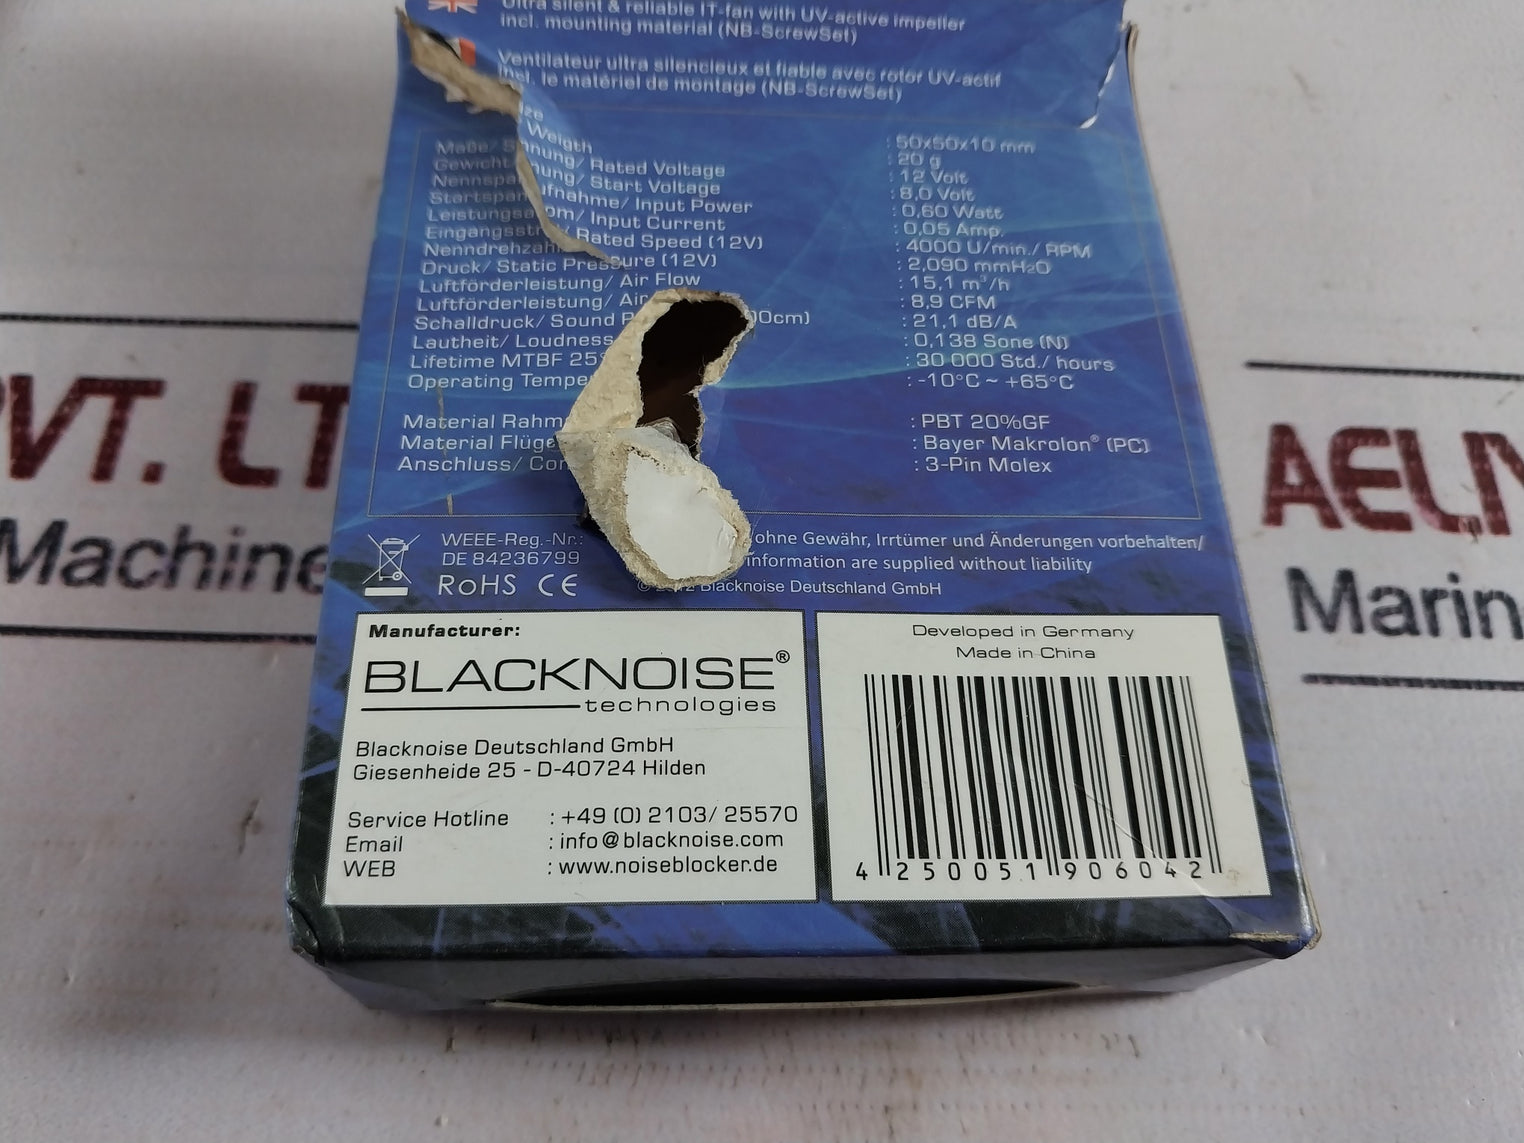 Ultra silent & reliable IT-fan with UV-active impeller
incl. mounting material (NB-ScrewSet)
Ventilateur ultra silencieux et fiable avec rotor UV-actif
incl. le matériel de montage (NB-ScrewSet)
Maße/ : 50x50x10 mm
Gewicht Weigth : 20 g
/ Rated Voltage : 12 Volt
/ Start Voltage : 8,0 Volt
/ Input Power : 0,60 Watt
/ Input Current : 0,05 Amp.
/ Rated Speed (12V) : 4000 U/min./ RPM
Druck/ Static Pressure (12V) : 2,090 mmH2O
Luftförderleistung/ Air Flow : 15,1 m³/h
Luftförderleistung/ Air : 8,9 CFM
Schalldruck/ Sound : 21,1 dB/A
Lautheit/ Loudness : 0,138 Sone (N)
Lifetime MTBF : 30 000 Std./ hours
Operating : -10°C ~ +65°C
Material Rahm : PBT 20%GF
Material Flüge : Bayer Makrolon® (PC)
Anschluss/ Con : 3-Pin Molex
WEEE-Reg.-Nr.:
DE 84236799
RoHS CE
ohne Gewähr, Irrtümer und Änderungen vorbehalten/
information are supplied without liability
Blacknoise Deutschland GmbH
Manufacturer:
BLACKNOISE®
technologies
Blacknoise Deutschland GmbH
Giesenheide 25 - D-40724 Hilden
Service Hotline : +49 (0) 2103/ 25570
Email : info@blacknoise.com
WEB : www.noiseblocker.de
Developed in Germany
Made in China
4 250051 906042
PVT. LT
Machine
AELI
Marin